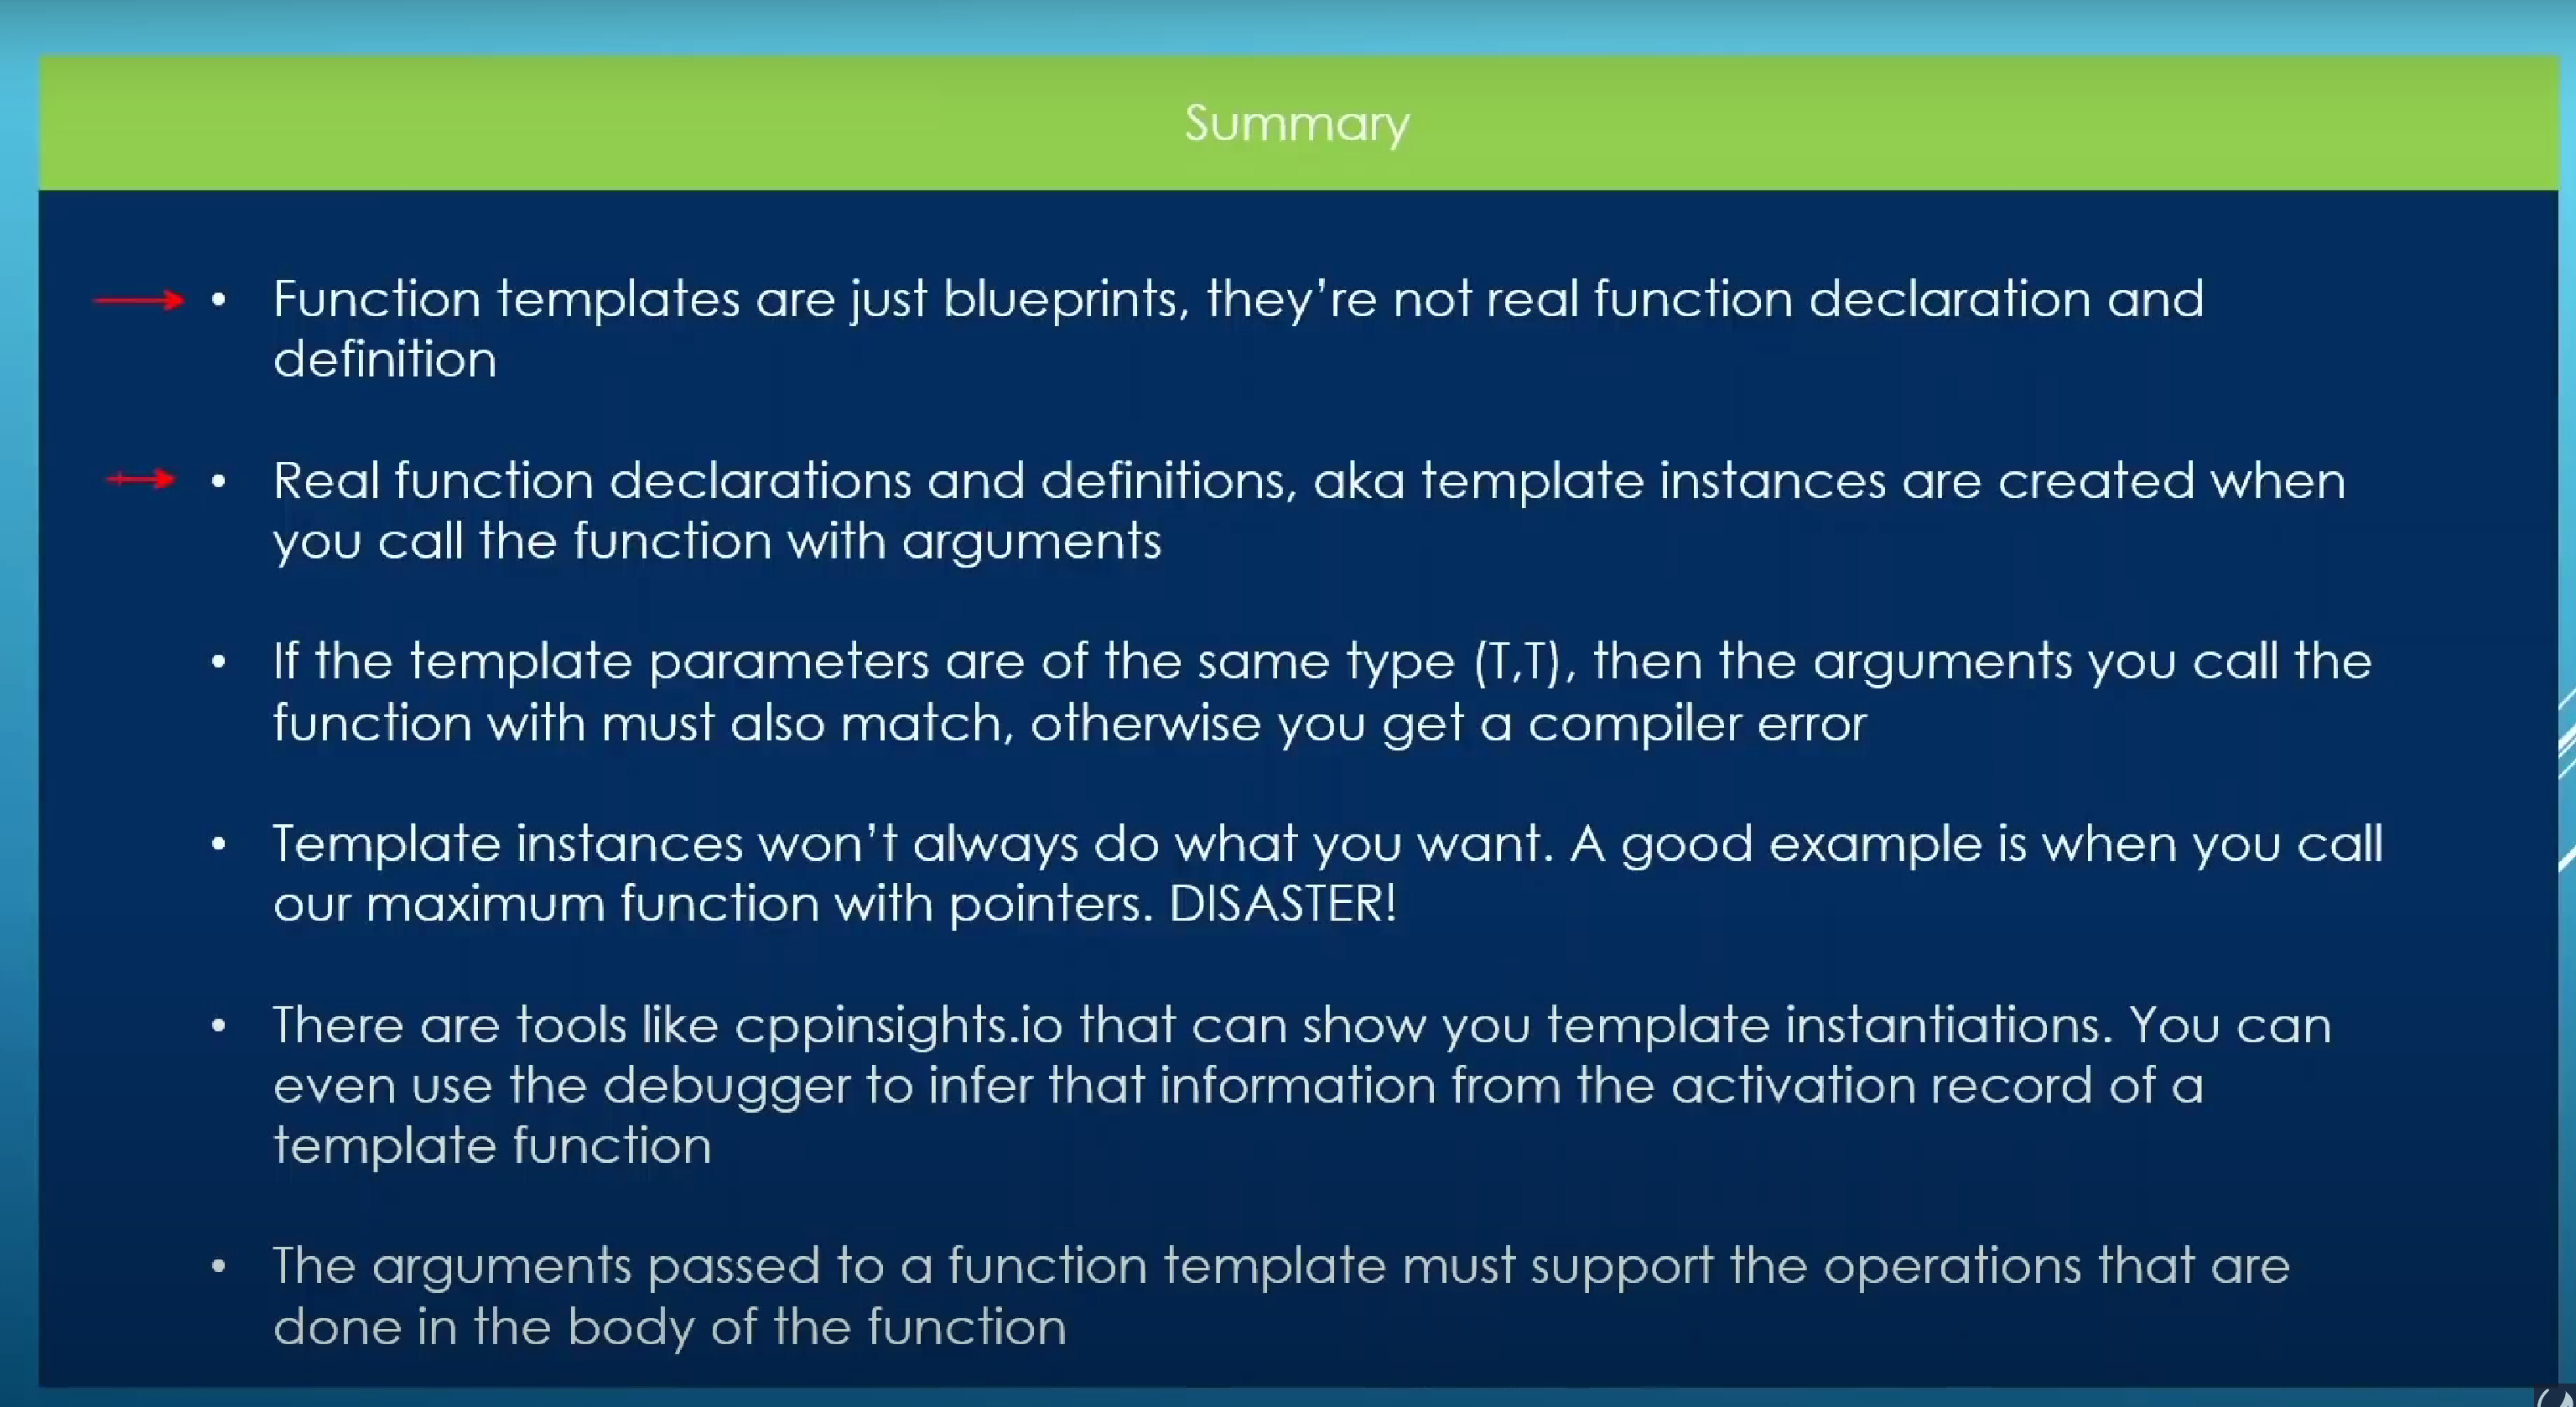 Summary
• Function templates are just blueprints, they're not real function declaration and
definition
• Real function declarations and definitions, aka template instances are created when
you call the function with arguments
• If the template parameters are of the same type (T,T), then the arguments you call the
function with must also match, otherwise you get a compiler error
• Template instances won't always do what you want. A good example is when you call
our maximum function with pointers. DISASTER!
• There are tools like cppinsights.io that can show you template instantiations. You can
even use the debugger to infer that information from the activation record of a
template function
• The arguments passed to a function template must support the operations that are
done in the body of the function